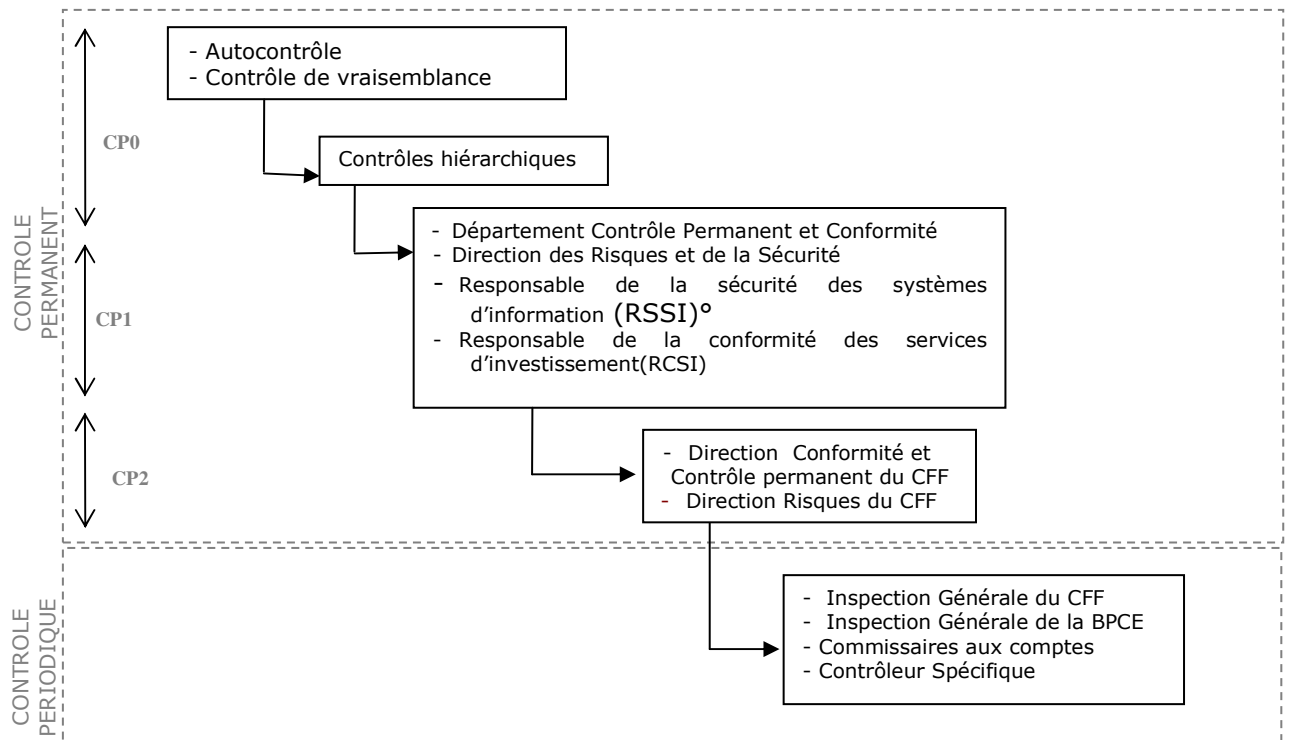 - Autocontrôle
- Contrôle de vraisemblance
CP0
Contrôles hiérarchiques
CONTROLE
PERMANENT
- Département Contrôle Permanent et Conformité
- Direction des Risques et de la Sécurité
- Responsable de la sécurité des systèmes
d’information (RSSI)°
- Responsable de la conformité des services
d’investissement(RCSI)
CP1
- Direction Conformité et
Contrôle permanent du CFF
- Direction Risques du CFF
CP2
CONTROLE
PERIODIQUE
- Inspection Générale du CFF
- Inspection Générale de la BPCE
- Commissaires aux comptes
- Contrôleur Spécifique